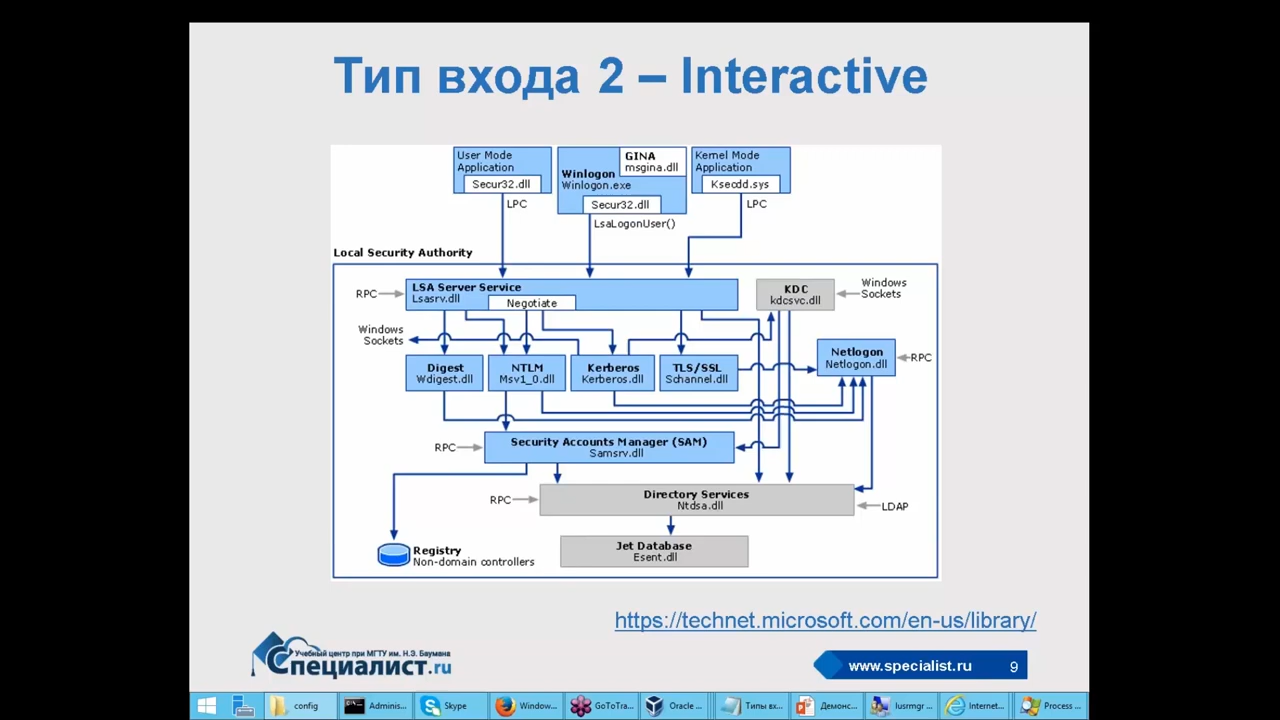 Тип входа 2 – Interactive
User Mode
Application
Secur32.dll
GINA
msgina.dll
Winlogon
Winlogon.exe
Secur32.dll
Kernel Mode
Application
Ksecdd.sys
LPC
LsaLogonUser()
LPC
Local Security Authority
RPC
LSA Server Service
Lsasrv.dll
Negotiate
KDC
kdcsvc.dll
Windows
Sockets
Windows
Sockets
Digest
Wdigest.dll
NTLM
Msv1_0.dll
Kerberos
Kerberos.dll
TLS/SSL
Schannel.dll
Netlogon
Netlogon.dll
RPC
RPC
Security Accounts Manager (SAM)
Samsrv.dll
RPC
Directory Services
Ntdsa.dll
LDAP
Registry
Non-domain controllers
Jet Database
Esent.dll
https://technet.microsoft.com/en-us/library/
Учебный центр при МГТУ им. Н.Э. Баумана
Специалист.ru
www.specialist.ru
9
config
Adminis...
Skype
Window...
GoToTra...
Oracle ...
Типы вх...
Демонс...
lusrmgr ...
Internet...
Process ...